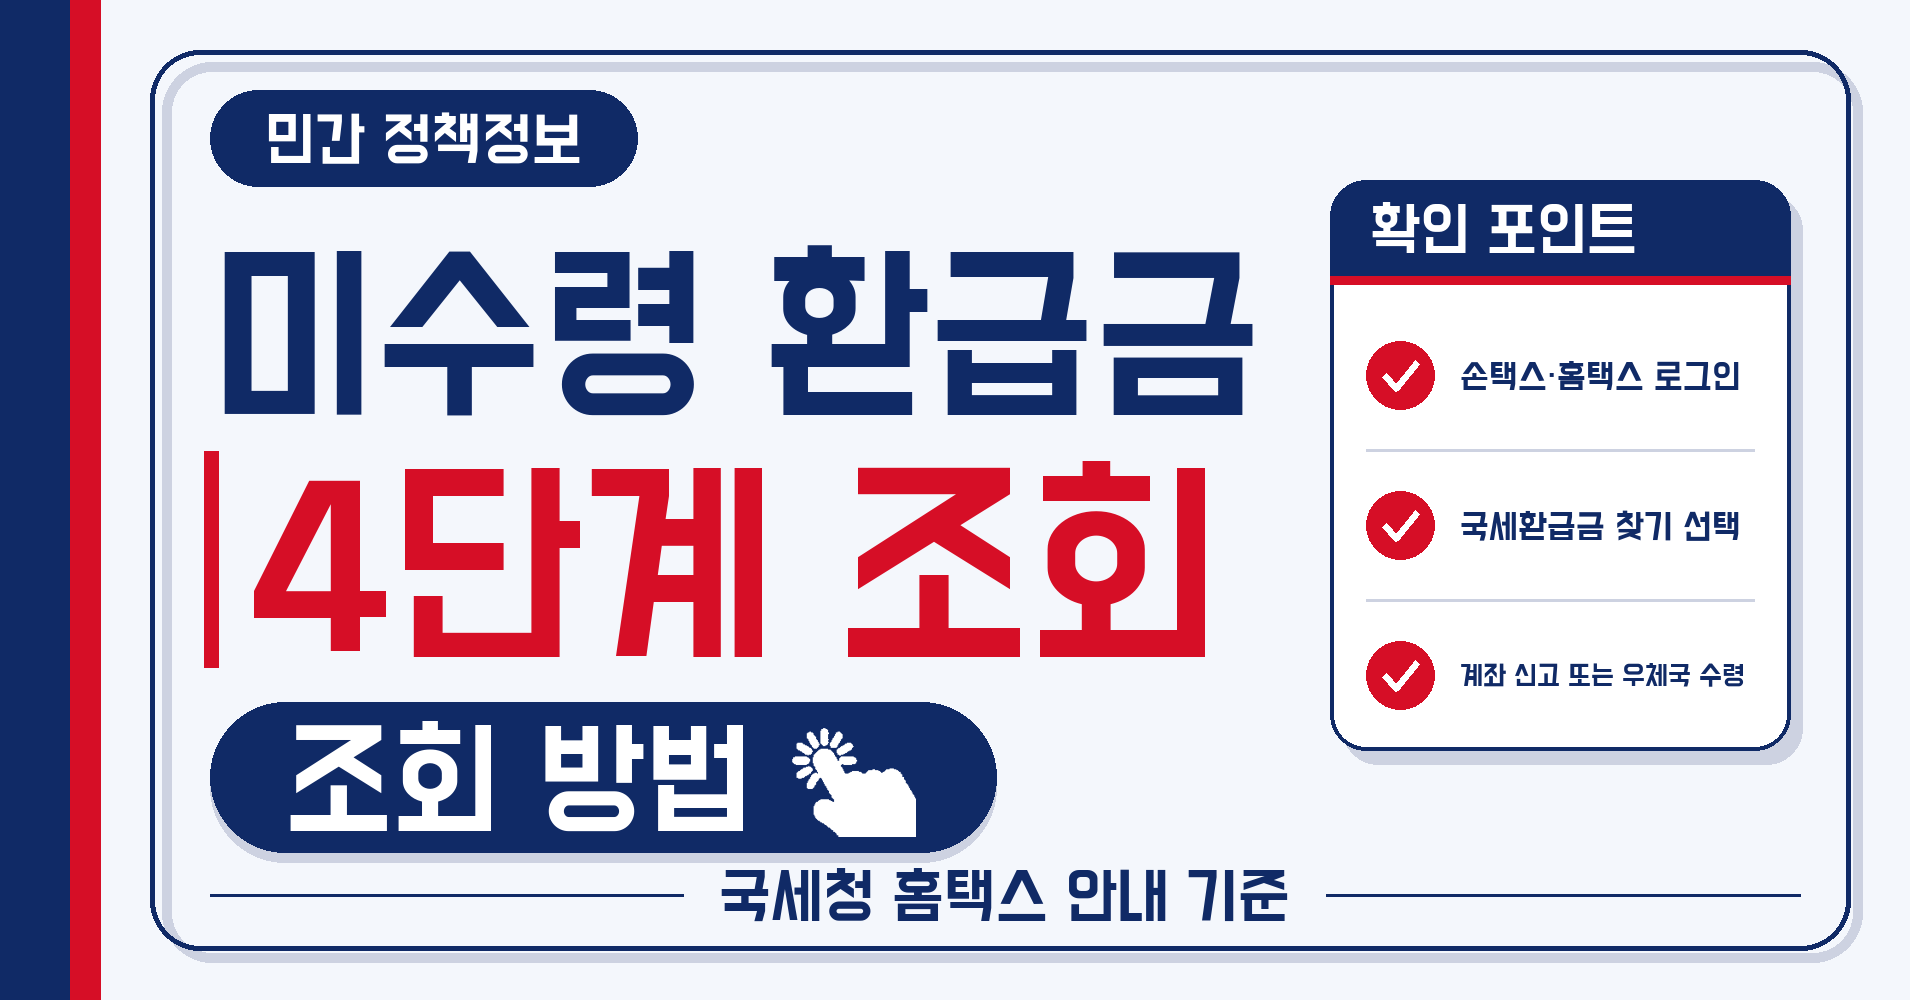 민간 정책정보
미수령 환급금
4단계 조회
조회 방법
확인 포인트
손택스·홈택스 로그인
국세환급금 찾기 선택
계좌 신고 또는 우체국 수령
국세청 홈택스 안내 기준